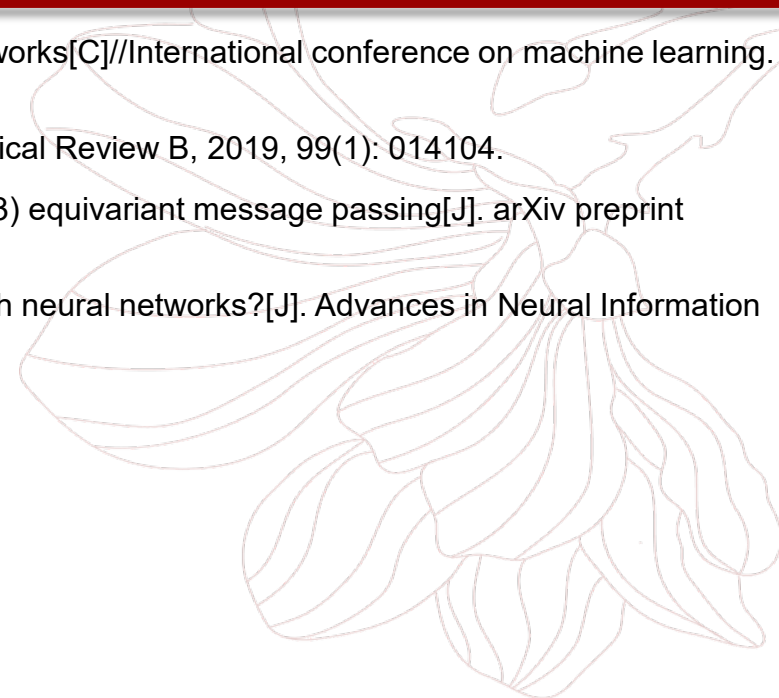 works[C]//International conference on machine learning.
ical Review B, 2019, 99(1): 014104.
3) equivariant message passing[J]. arXiv preprint
h neural networks?[J]. Advances in Neural Information